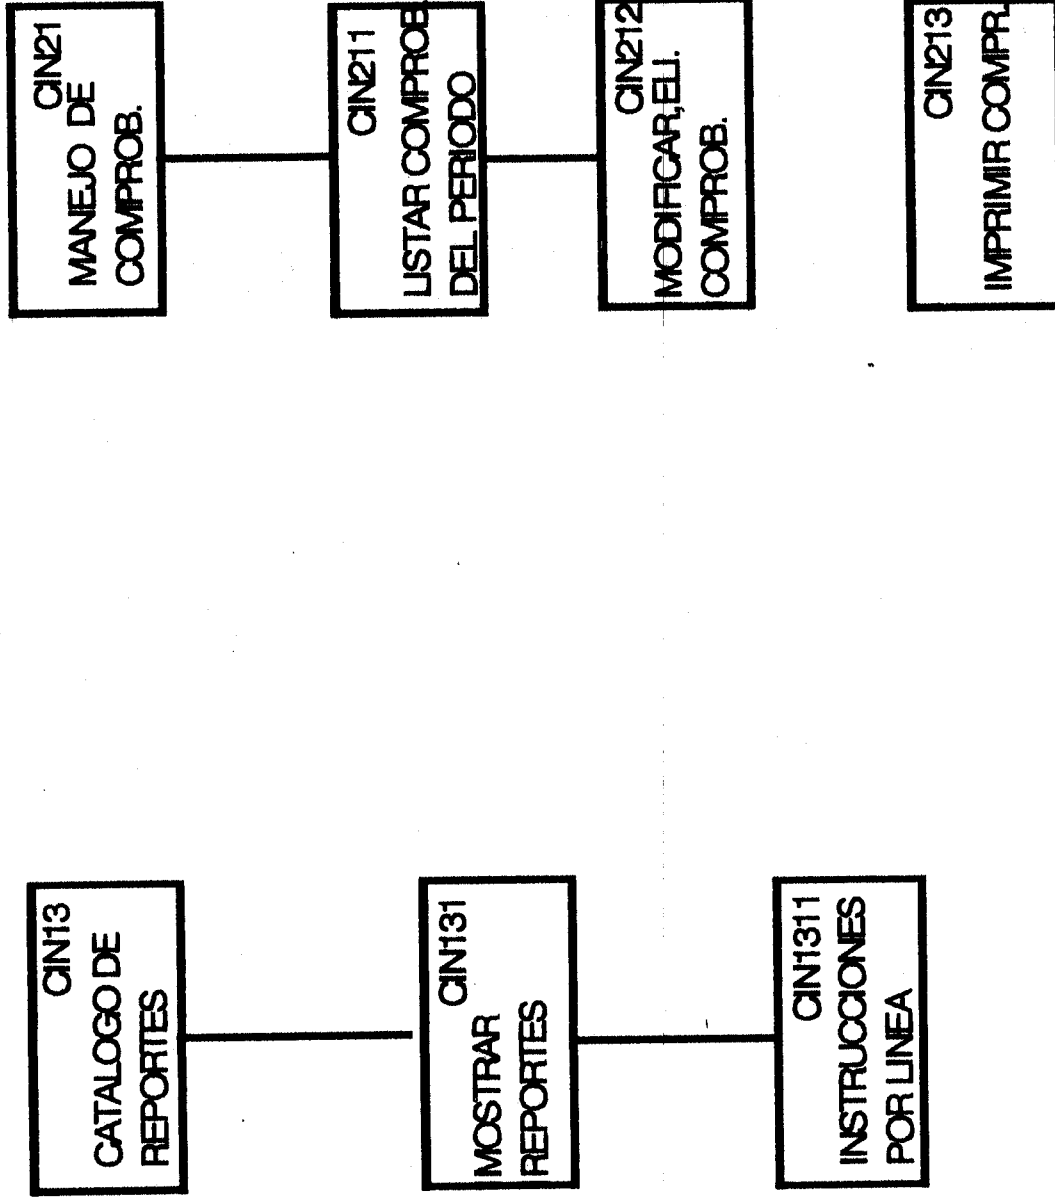 CIN13
CATALOGO DE
REPORTES
CIN131
MOSTRAR
REPORTES
CIN1311
INSTRUCCIONES
POR LINEA
CIN21
MANEJO DE
COMPROB.
CIN211
LISTAR COMPROB
DEL PERIODO
CIN212
MODIFICAR,ELI.
COMPROB.
CIN213
IMPRIMIR COMPR.